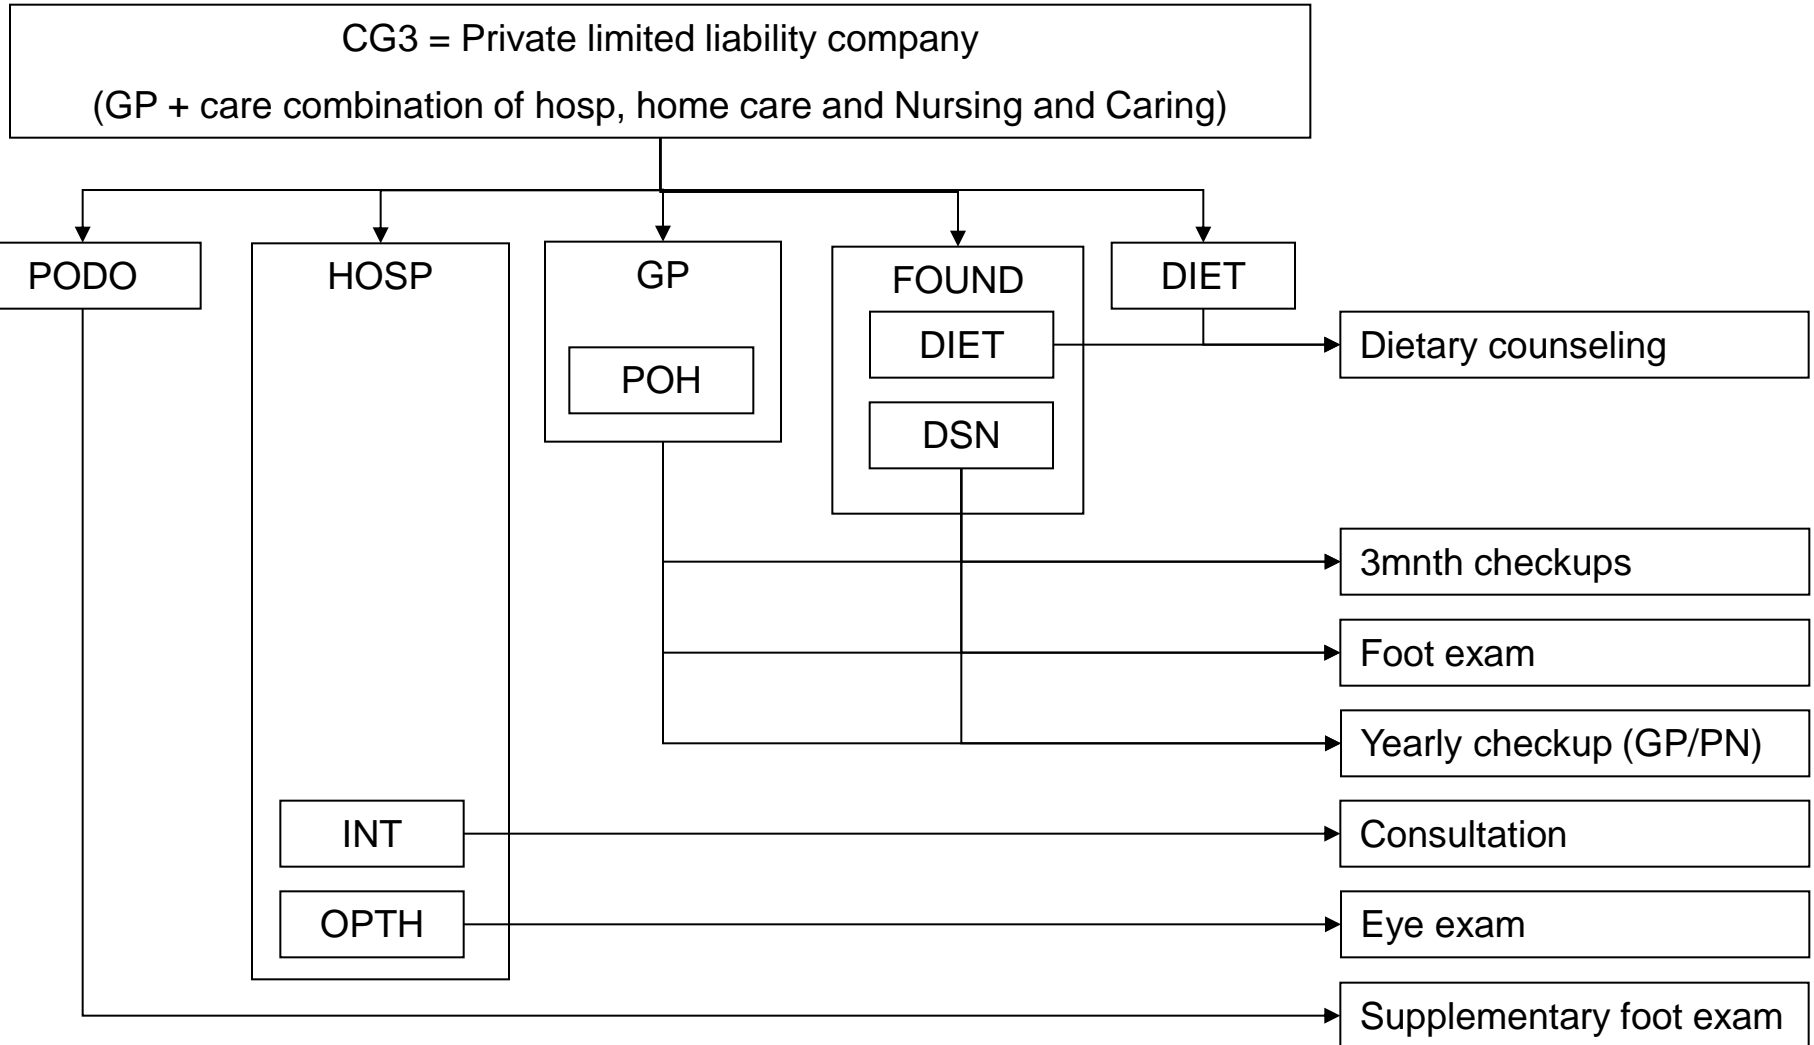 CG3 = Private limited liability company
(GP + care combination of hosp, home care and Nursing and Caring)
PODO
HOSP
GP
FOUND
DIET
DIET
Dietary counseling
POH
DSN
3mnth checkups
Foot exam
Yearly checkup (GP/PN)
INT
Consultation
OPTH
Eye exam
Supplementary foot exam